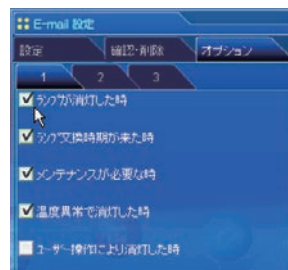 E-mail 設定
設定 確認・削除 オプション
1 2 3
ランプが消灯した時
ランプ交換時期が来た時
メンテナンスが必要な時
温度異常で消灯した時
ユーザー操作により消灯した時